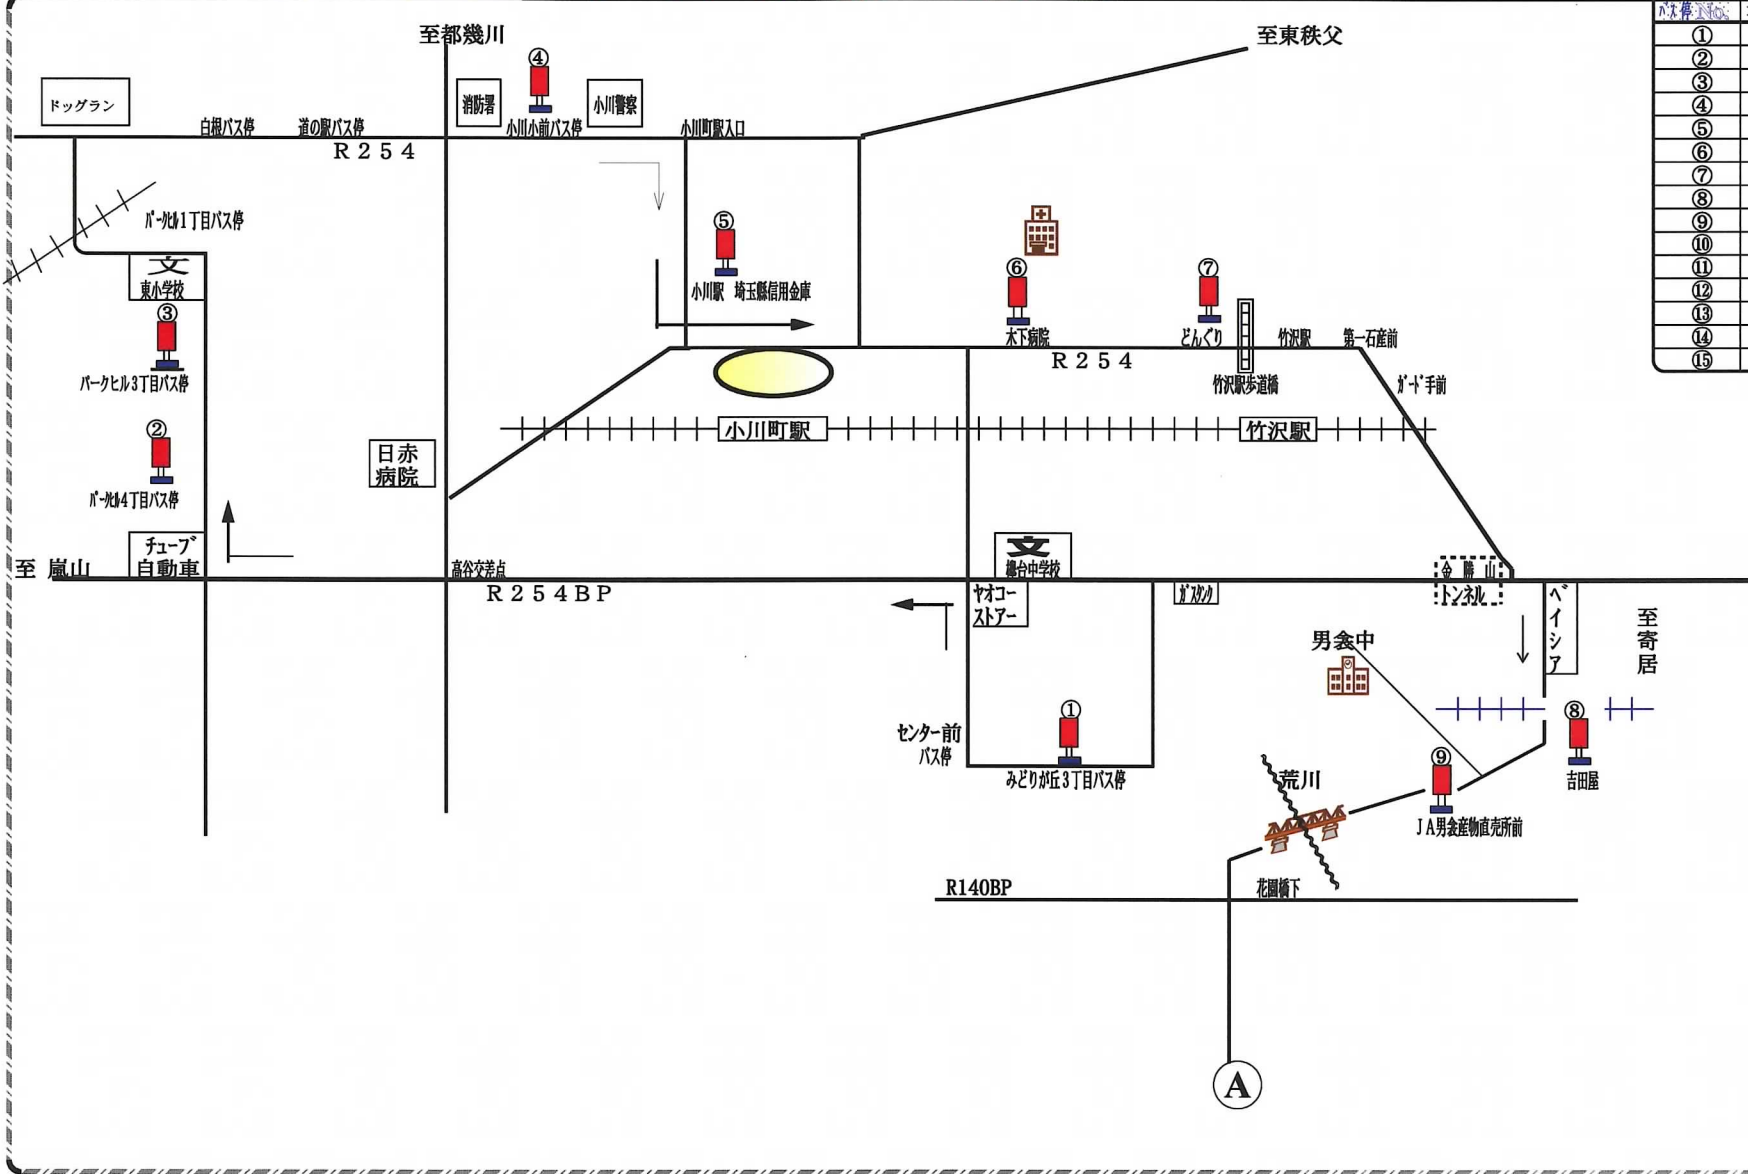 バス停No.
①
②
③
④
⑤
⑥
⑦
⑧
⑨
⑩
⑪
⑫
⑬
⑭
⑮
至都幾川
至東秩父
④
ドッグラン
消防署
小川警察
白根バス停
道の駅バス停
小川小前バス停
小川町駅入口
R254
パークヒル1丁目バス停
⑤
小川駅 埼玉縣信用金庫
⑥
木下病院
⑦
どんぐり
竹沢駅
第一石産前
R254
竹沢駅歩道橋
ガード手前
文
東小学校
③
パークヒル3丁目バス停
②
パークヒル4丁目バス停
小川町駅
竹沢駅
日赤
病院
チューブ
自動車
至 嵐山
高谷交差点
R254BP
文
欅台中学校
ヤオコー
ストアー
ガスタンク
金勝山
トンネル
ベイシア
至寄居
男衾中
①
センター前
バス停
みどりが丘3丁目バス停
⑧
吉田屋
⑨
JA男衾産物直売所前
荒川
花園橋下
R140BP
A